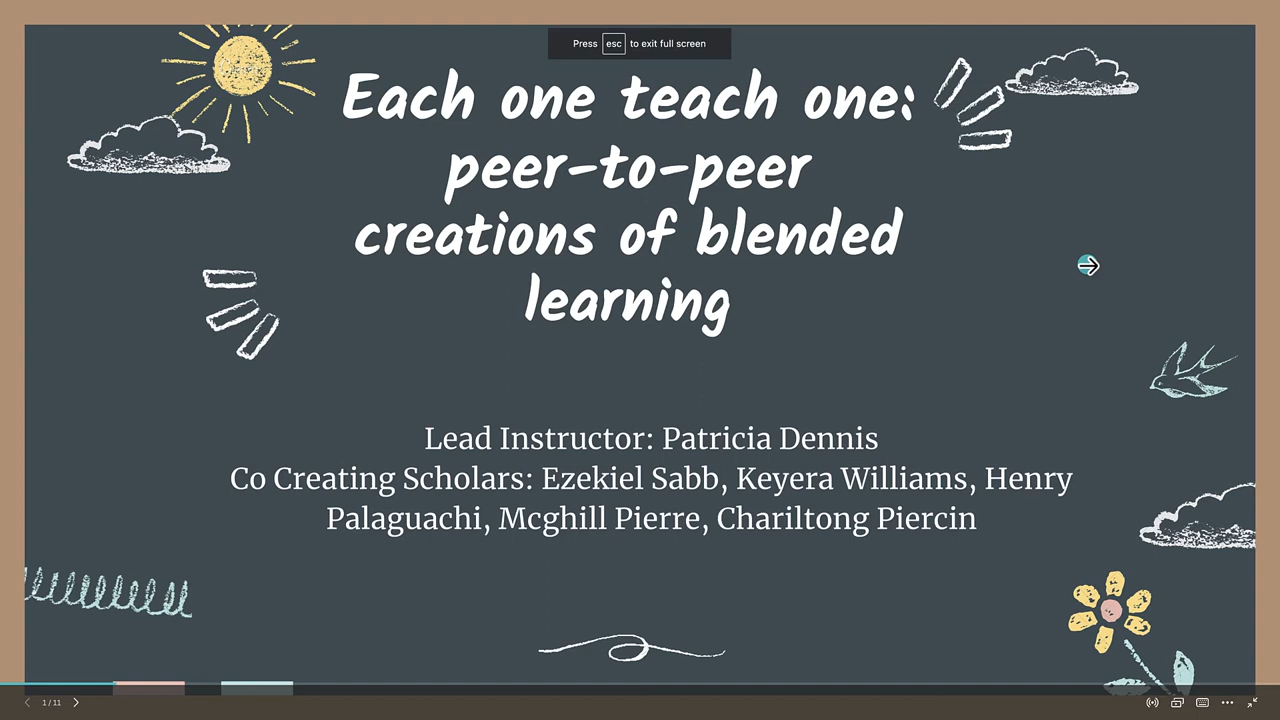 Press esc to exit full screen
Each one teach one:
peer-to-peer
creations of blended
learning
Lead Instructor: Patricia Dennis
Co Creating Scholars: Ezekiel Sabb, Keyera Williams, Henry
Palaguachi, Mcghill Pierre, Chariltong Piercin
1/11